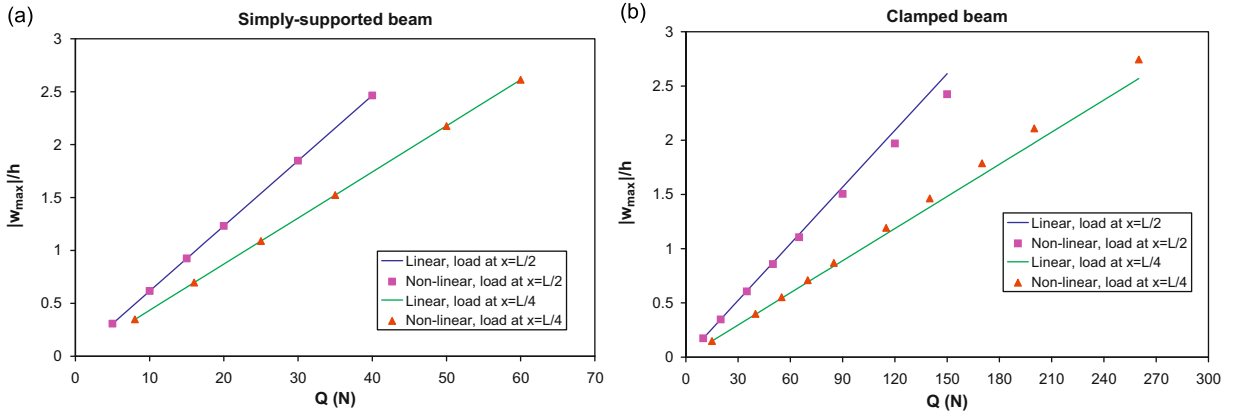 (a)
Simply-supported beam
|w_max|/h
3
2.5
2
1.5
1
0.5
0
0 10 20 30 40 50 60 70
Q (N)
Linear, load at x=L/2
Non-linear, load at x=L/2
Linear, load at x=L/4
Non-linear, load at x=L/4
(b)
Clamped beam
|w_max|/h
3
2.5
2
1.5
1
0.5
0
0 30 60 90 120 150 180 210 240 270 300
Q (N)
Linear, load at x=L/2
Non-linear, load at x=L/2
Linear, load at x=L/4
Non-linear, load at x=L/4